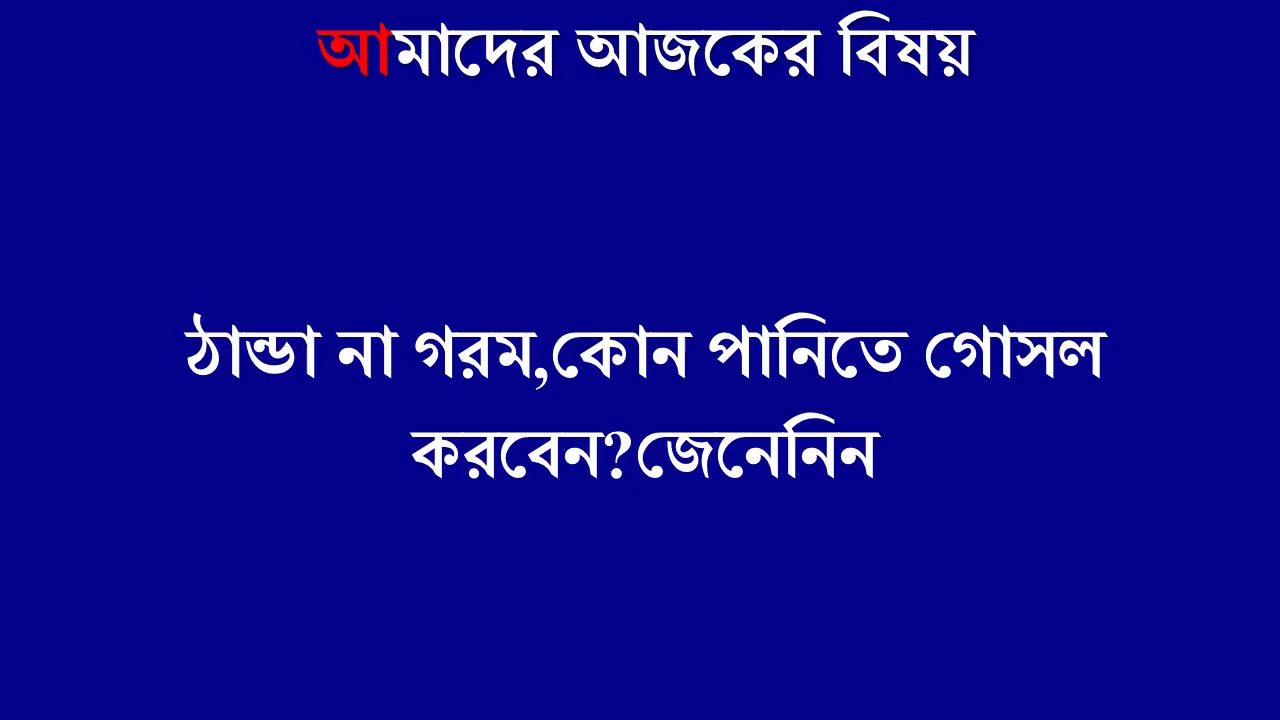 আমাদের আজকের বিষয়
ঠান্ডা না গরম,কোন পানিতে গোসল
করবেন?জেনেনিন